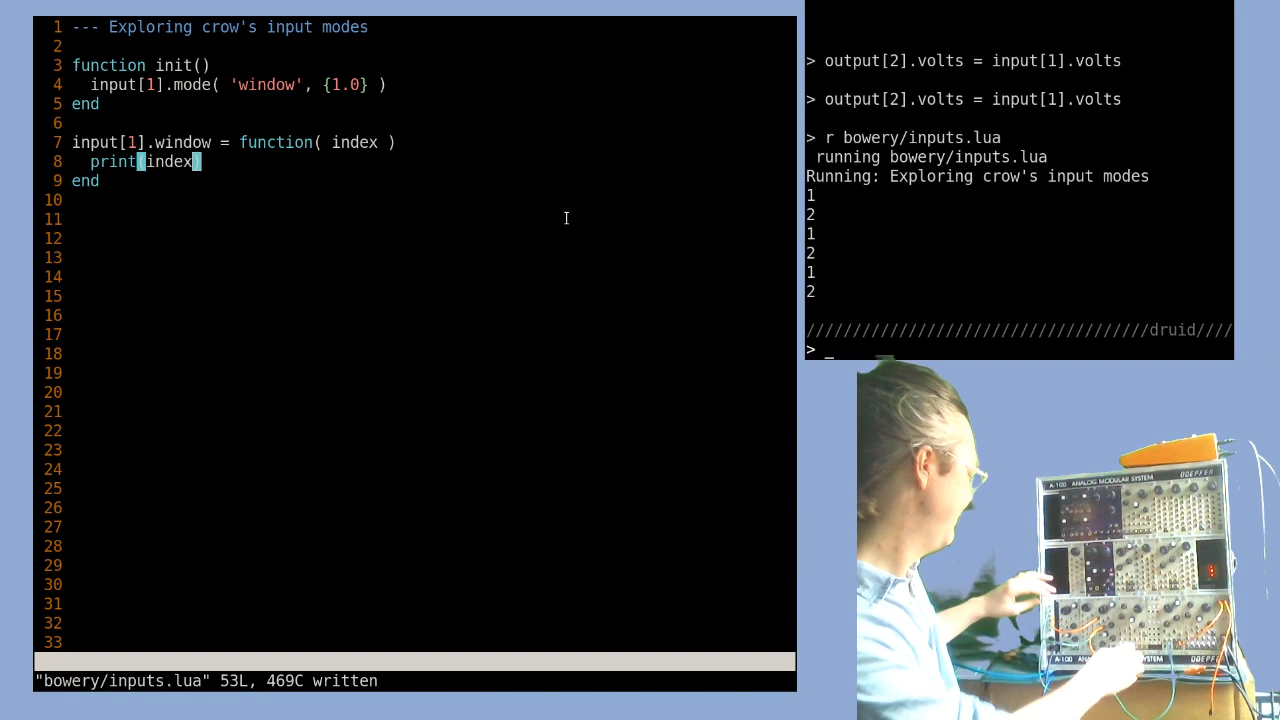 1 --- Exploring crow's input modes
2
3 function init()
4 input[1].mode( 'window', {1.0} )
5 end
6
7 input[1].window = function( index )
8 print(index)
9 end
10
11
12
13
14
15
16
17
18
19
20
21
22
23
24
25
26
27
28
29
30
31
32
33
"bowery/inputs.lua" 53L, 469C written
> output[2].volts = input[1].volts
> output[2].volts = input[1].volts
> r bowery/inputs.lua
running bowery/inputs.lua
Running: Exploring crow's input modes
1
2
1
2
1
2
/////////////////////////////////////druid////
> _
A-100 ANALOG MODULAR SYSTEM DOEPFER
A-100 ANALOG MODULAR SYSTEM DOEPFER